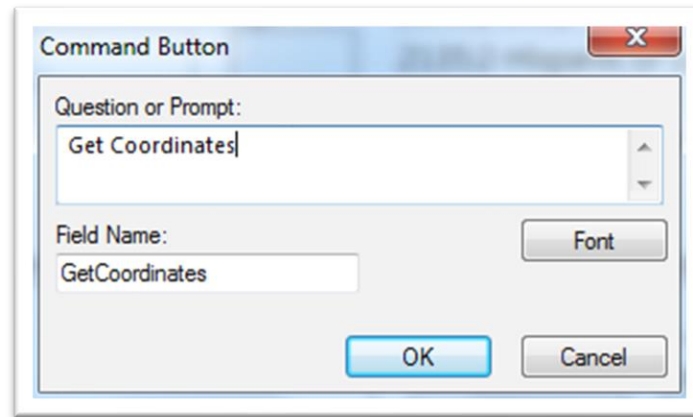 Command Button
Question or Prompt:
Get Coordinates
Field Name:
Font
GetCoordinates
OK
Cancel